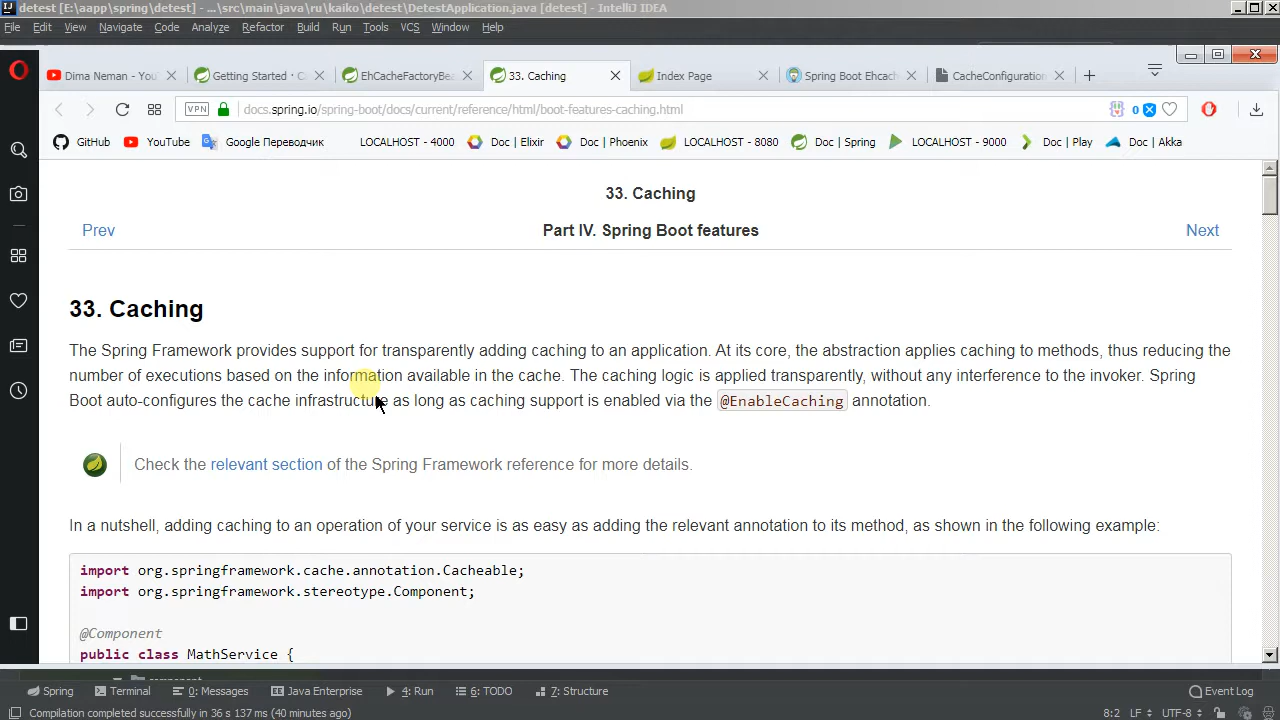 detest [E:\aapp\spring\detest] - ...\src\main\java\ru\kaiko\detest\DetestApplication.java [detest] - IntelliJ IDEA
File Edit View Navigate Code Analyze Refactor Build Run Tools VCS Window Help
Dima Neman - You Getting Started · C EhCacheFactoryBea 33. Caching Index Page Spring Boot Ehcach CacheConfiguration
VPN docs.spring.io/spring-boot/docs/current/reference/html/boot-features-caching.html 0
GitHub YouTube Google Переводчик LOCALHOST - 4000 Doc | Elixir Doc | Phoenix LOCALHOST - 8080 Doc | Spring LOCALHOST - 9000 Doc | Play Doc | Akka
33. Caching
Prev Part IV. Spring Boot features Next
33. Caching
The Spring Framework provides support for transparently adding caching to an application. At its core, the abstraction applies caching to methods, thus reducing the
number of executions based on the information available in the cache. The caching logic is applied transparently, without any interference to the invoker. Spring
Boot auto-configures the cache infrastructure as long as caching support is enabled via the @EnableCaching annotation.
Check the relevant section of the Spring Framework reference for more details.
In a nutshell, adding caching to an operation of your service is as easy as adding the relevant annotation to its method, as shown in the following example:
import org.springframework.cache.annotation.Cacheable;
import org.springframework.stereotype.Component;
@Component
public class MathService {
Spring Terminal 0: Messages Java Enterprise 4: Run 6: TODO 7: Structure Event Log
Compilation completed successfully in 36 s 137 ms (40 minutes ago) 8:2 LF UTF-8